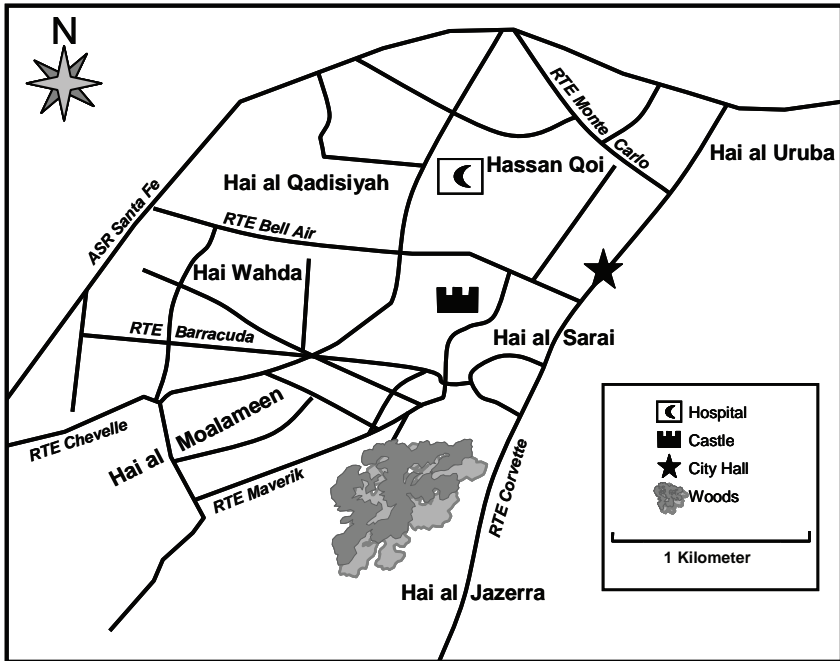 N
RTE Monte Carlo
Hai al Uruba
Hassan Qoi
Hai al Qadisiyah
ASR Santa Fe
RTE Bell Air
Hai Wahda
RTE Barracuda
Hai al Sarai
RTE Chevelle
Hai al Moalameen
RTE Maverik
RTE Corvette
Hai al Jazerra
Hospital
Castle
City Hall
Woods
1 Kilometer